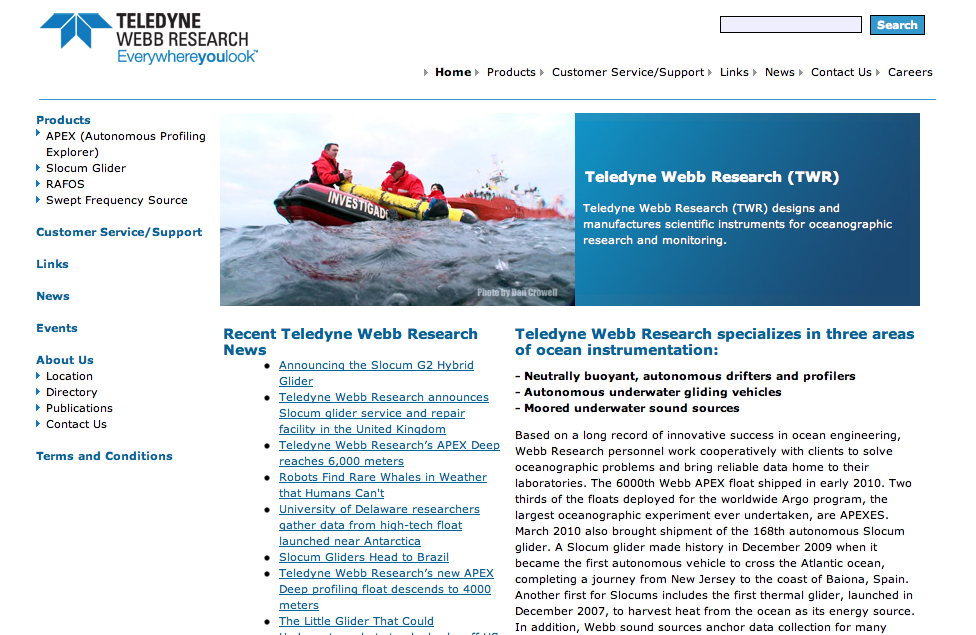 TELEDYNE
WEBB RESEARCH
Everywhereyoulook™
Search
Home Products Customer Service/Support Links News Contact Us Careers
Products
APEX (Autonomous Profiling
Explorer)
Slocum Glider
RAFOS
Swept Frequency Source
Customer Service/Support
Links
News
Events
About Us
Location
Directory
Publications
Contact Us
Terms and Conditions
INVESTIGAD
Photo by Dan Crowell
Teledyne Webb Research (TWR)
Teledyne Webb Research (TWR) designs and
manufactures scientific instruments for oceanographic
research and monitoring.
Recent Teledyne Webb Research
News
Announcing the Slocum G2 Hybrid
Glider
Teledyne Webb Research announces
Slocum glider service and repair
facility in the United Kingdom
Teledyne Webb Research's APEX Deep
reaches 6,000 meters
Robots Find Rare Whales in Weather
that Humans Can't
University of Delaware researchers
gather data from high-tech float
launched near Antarctica
Slocum Gliders Head to Brazil
Teledyne Webb Research's new APEX
Deep profiling float descends to 4000
meters
The Little Glider That Could
Teledyne Webb Research specializes in three areas
of ocean instrumentation:
- Neutrally buoyant, autonomous drifters and profilers
- Autonomous underwater gliding vehicles
- Moored underwater sound sources
Based on a long record of innovative success in ocean engineering,
Webb Research personnel work cooperatively with clients to solve
oceanographic problems and bring reliable data home to their
laboratories. The 6000th Webb APEX float shipped in early 2010. Two
thirds of the floats deployed for the worldwide Argo program, the
largest oceanographic experiment ever undertaken, are APEXES.
March 2010 also brought shipment of the 168th autonomous Slocum
glider. A Slocum glider made history in December 2009 when it
became the first autonomous vehicle to cross the Atlantic ocean,
completing a journey from New Jersey to the coast of Baiona, Spain.
Another first for Slocums includes the first thermal glider, launched in
December 2007, to harvest heat from the ocean as its energy source.
In addition, Webb sound sources anchor data collection for many